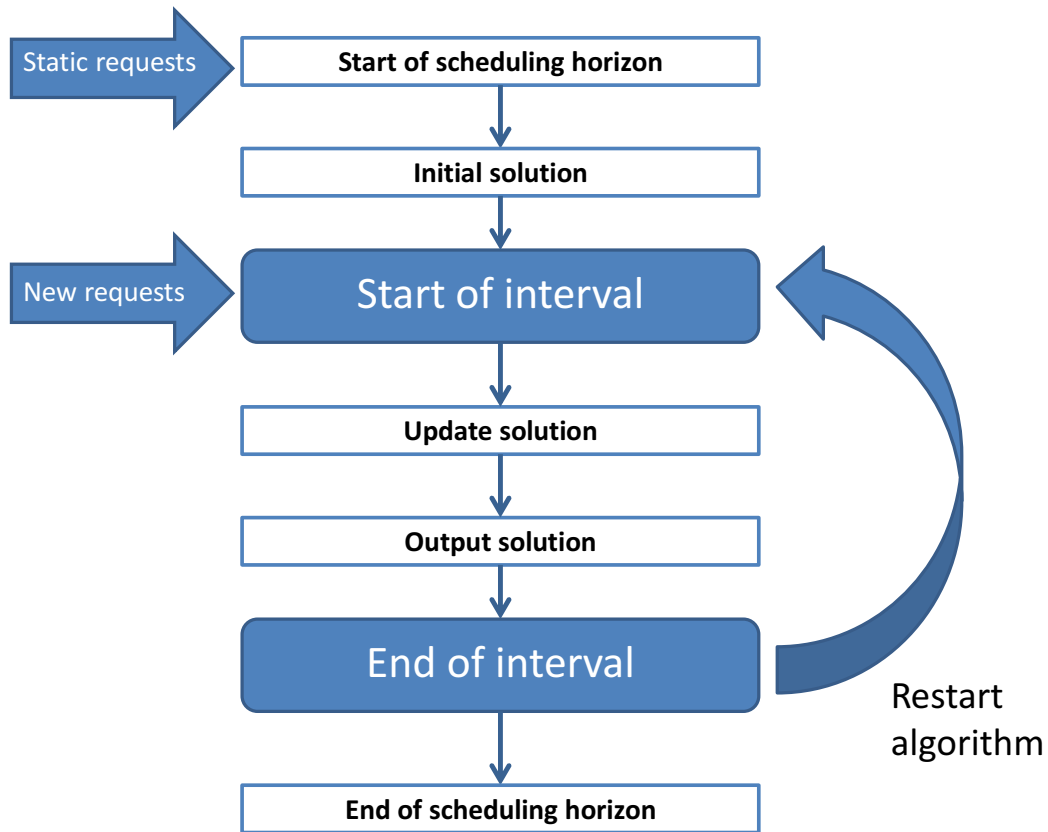 Static requests
Start of scheduling horizon
Initial solution
New requests
Start of interval
Update solution
Output solution
End of interval
Restart
algorithm
End of scheduling horizon